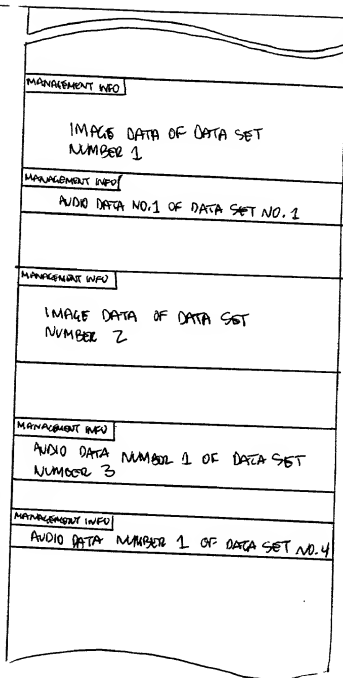 MANAGEMENT INFO
IMAGE DATA OF DATA SET
NUMBER 1
MANAGEMENT INFO
AUDIO DATA NO.1 OF DATA SET NO. 1
MANAGEMENT INFO
IMAGE DATA OF DATA SET
NUMBER 2
MANAGEMENT INFO
AUDIO DATA NUMBER 1 OF DATA SET
NUMBER 3
MANAGEMENT INFO
AUDIO DATA NUMBER 1 OF DATA SET NO.4